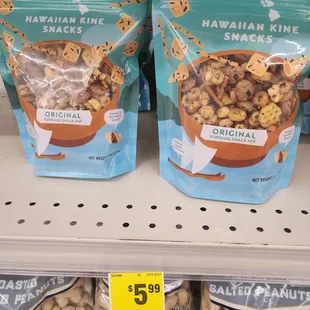 HAWAIIAN KINE
SNACKS
HAWAIIAN KINE
SNACKS
ORIGINAL
FURIKAKE SNACK MIX
ORIGINAL
FURIKAKE SNACK MIX
NET WEIGHT
$5.99
PEANUTS
SALTED PEANUTS